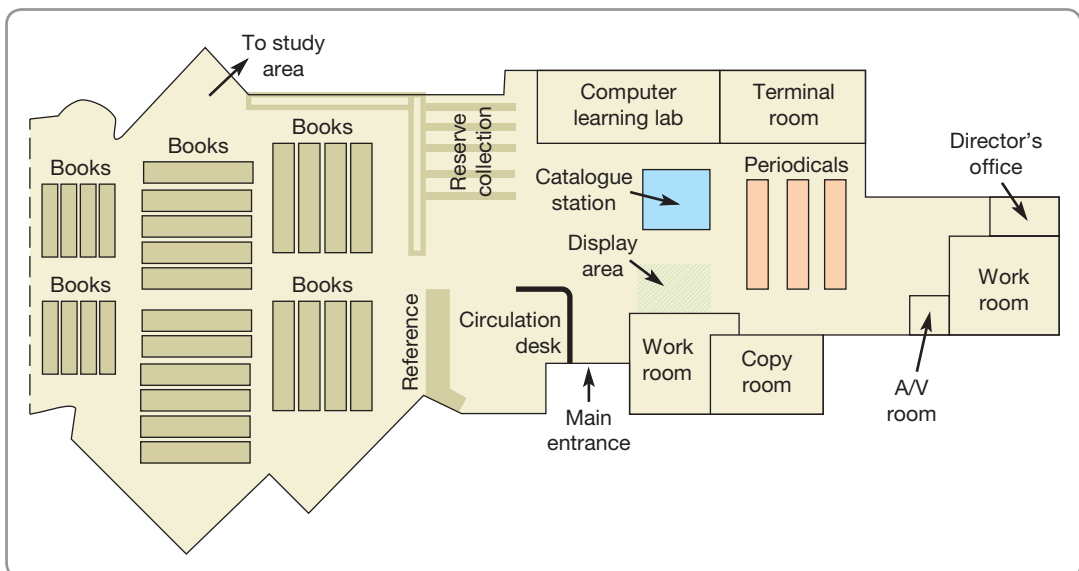 To study
area
Books
Books
Books
Reserve
collection
Computer
learning lab
Terminal
room
Director's
office
Catalogue
station
Periodicals
Display
area
Work
room
Books
Books
Reference
Circulation
desk
Main
entrance
Work
room
Copy
room
A/V
room